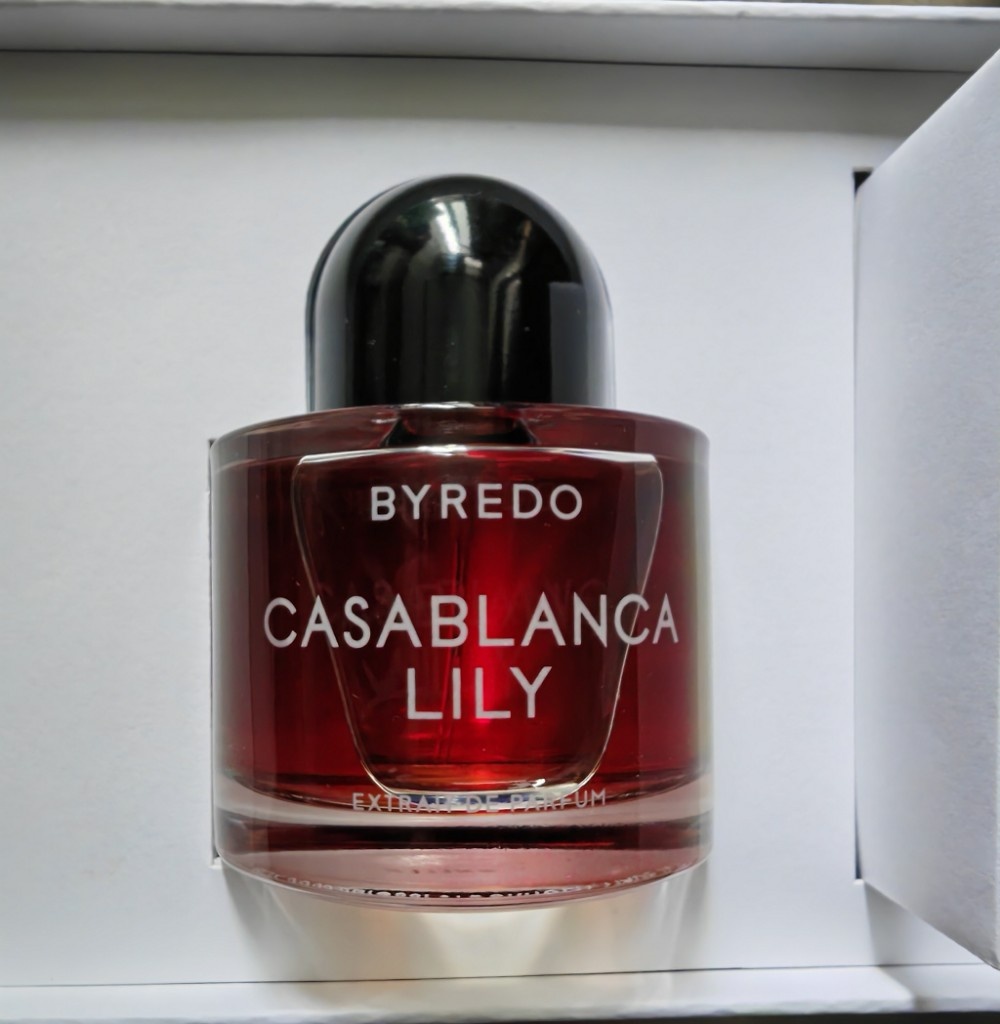 BYREDO
CASABLANCA
LILY
EXTRAIT DE PARFUM